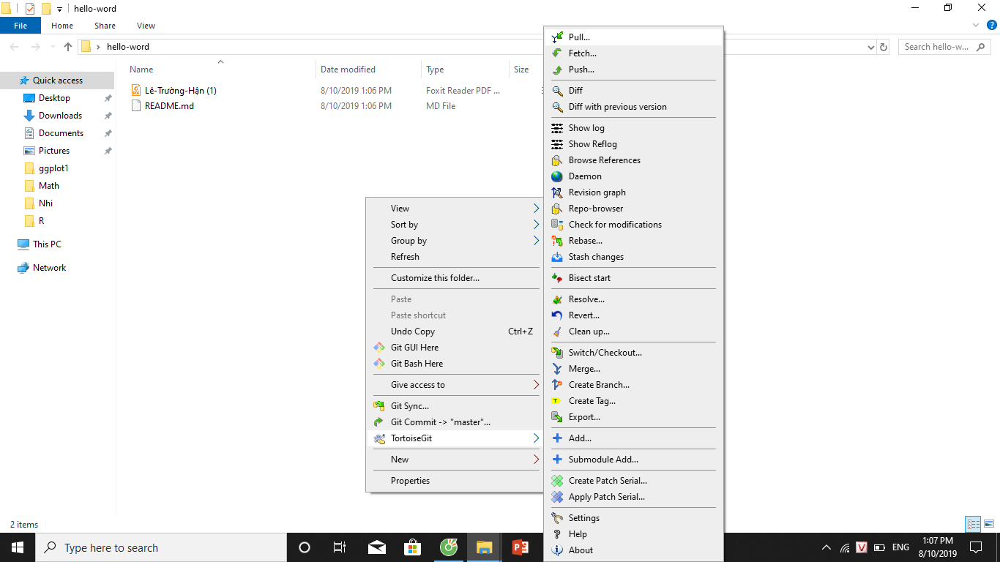 hello-word
File Home Share View
hello-word
Search hello-w...
Name Date modified Type Size
Quick access
Desktop
Downloads
Documents
Pictures
ggplot1
Math
Nhi
R
This PC
Network
Lê-Trường-Hận (1) 8/10/2019 1:06 PM Foxit Reader PDF ...
README.md 8/10/2019 1:06 PM MD File
View
Sort by
Group by
Refresh
Customize this folder...
Paste
Paste shortcut
Undo Copy Ctrl+Z
Git GUI Here
Git Bash Here
Give access to
Git Sync...
Git Commit -> "master"...
TortoiseGit
New
Properties
Pull...
Fetch...
Push...
Diff
Diff with previous version
Show log
Show Reflog
Browse References
Daemon
Revision graph
Repo-browser
Check for modifications
Rebase...
Stash changes
Bisect start
Resolve...
Revert...
Clean up...
Switch/Checkout...
Merge...
Create Branch...
Create Tag...
Export...
Add...
Submodule Add...
Create Patch Serial...
Apply Patch Serial...
Settings
Help
About
2 items
Type here to search
ENG
1:07 PM
8/10/2019